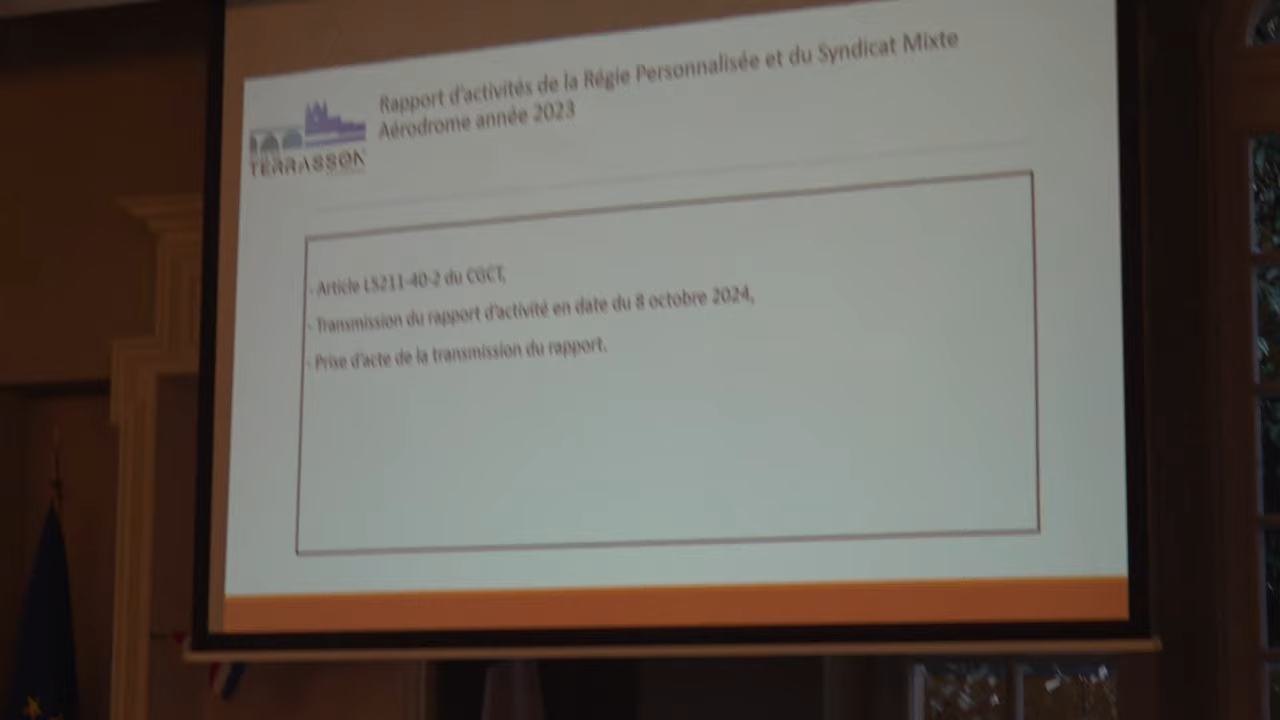 Rapport d'activités de la Régie Personnalisée et du Syndicat Mixte
Aérodrome année 2023
TERRASSON
- Article L5211-40-2 du CGCT,
- Transmission du rapport d'activité en date du 8 octobre 2024,
- Prise d'acte de la transmission du rapport.